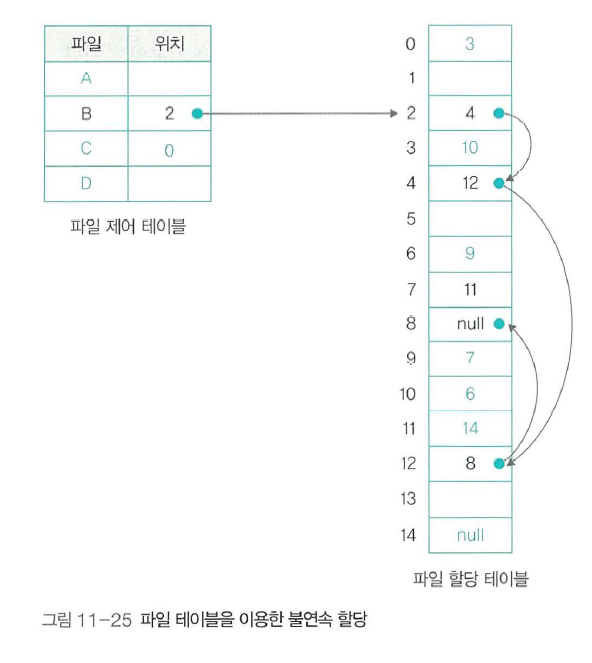 파일 위치
A
B 2
C 0
D
파일 제어 테이블
0 3
1
2 4
3 10
4 12
5
6 9
7 11
8 null
9 7
10 6
11 14
12 8
13
14 null
파일 할당 테이블
그림 11-25 파일 테이블을 이용한 불연속 할당